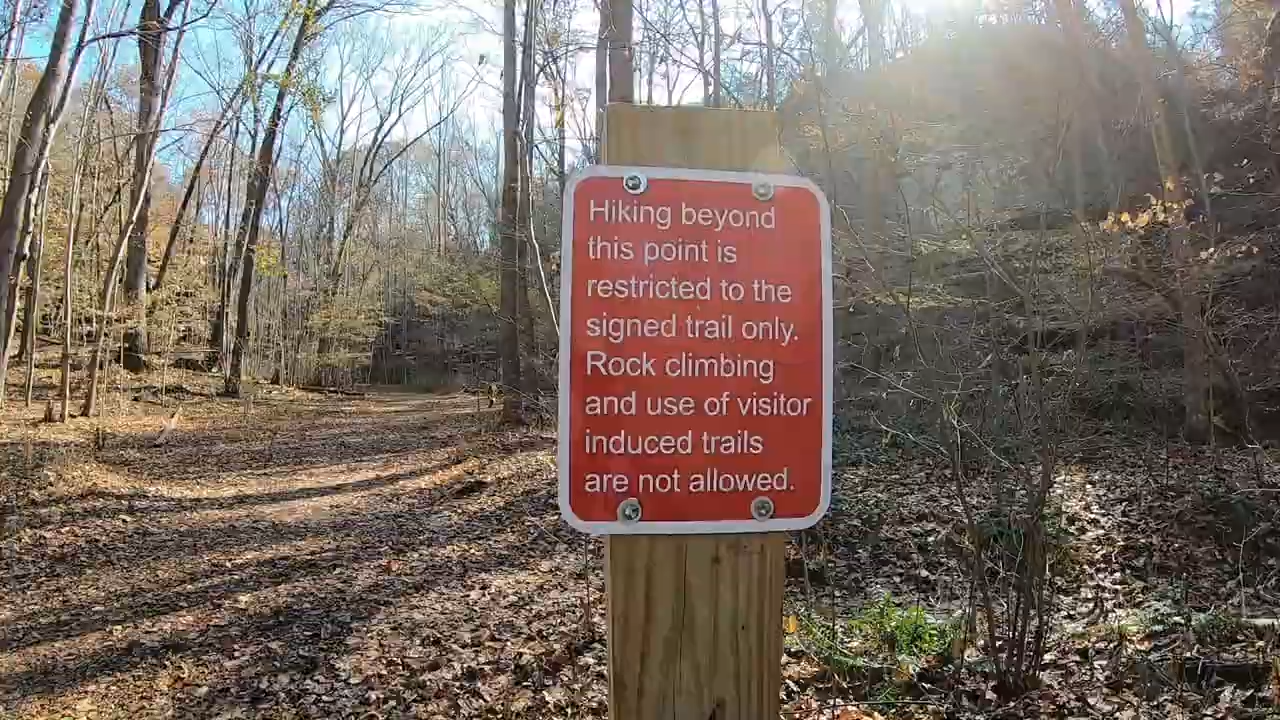 Hiking beyond
this point is
restricted to the
signed trail only.
Rock climbing
and use of visitor
induced trails
are not allowed.